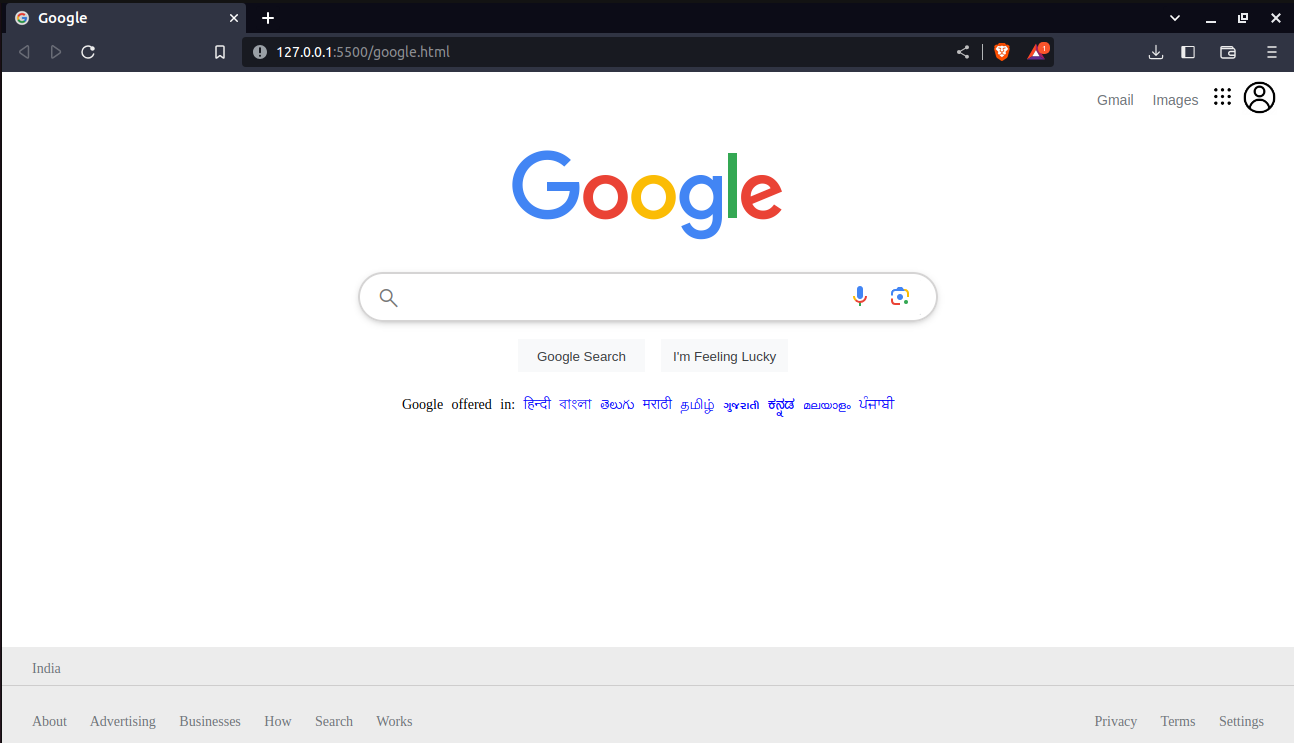 Google
127.0.0.1:5500/google.html
1
Gmail Images
Google
Google Search I'm Feeling Lucky
Google offered in: हिन्दी বাংলা తెలుగు मराठी தமிழ் ગુજરાતી ಕನ್ನಡ മലയാളം ਪੰਜਾਬੀ
India
About Advertising Businesses How Search Works Privacy Terms Settings